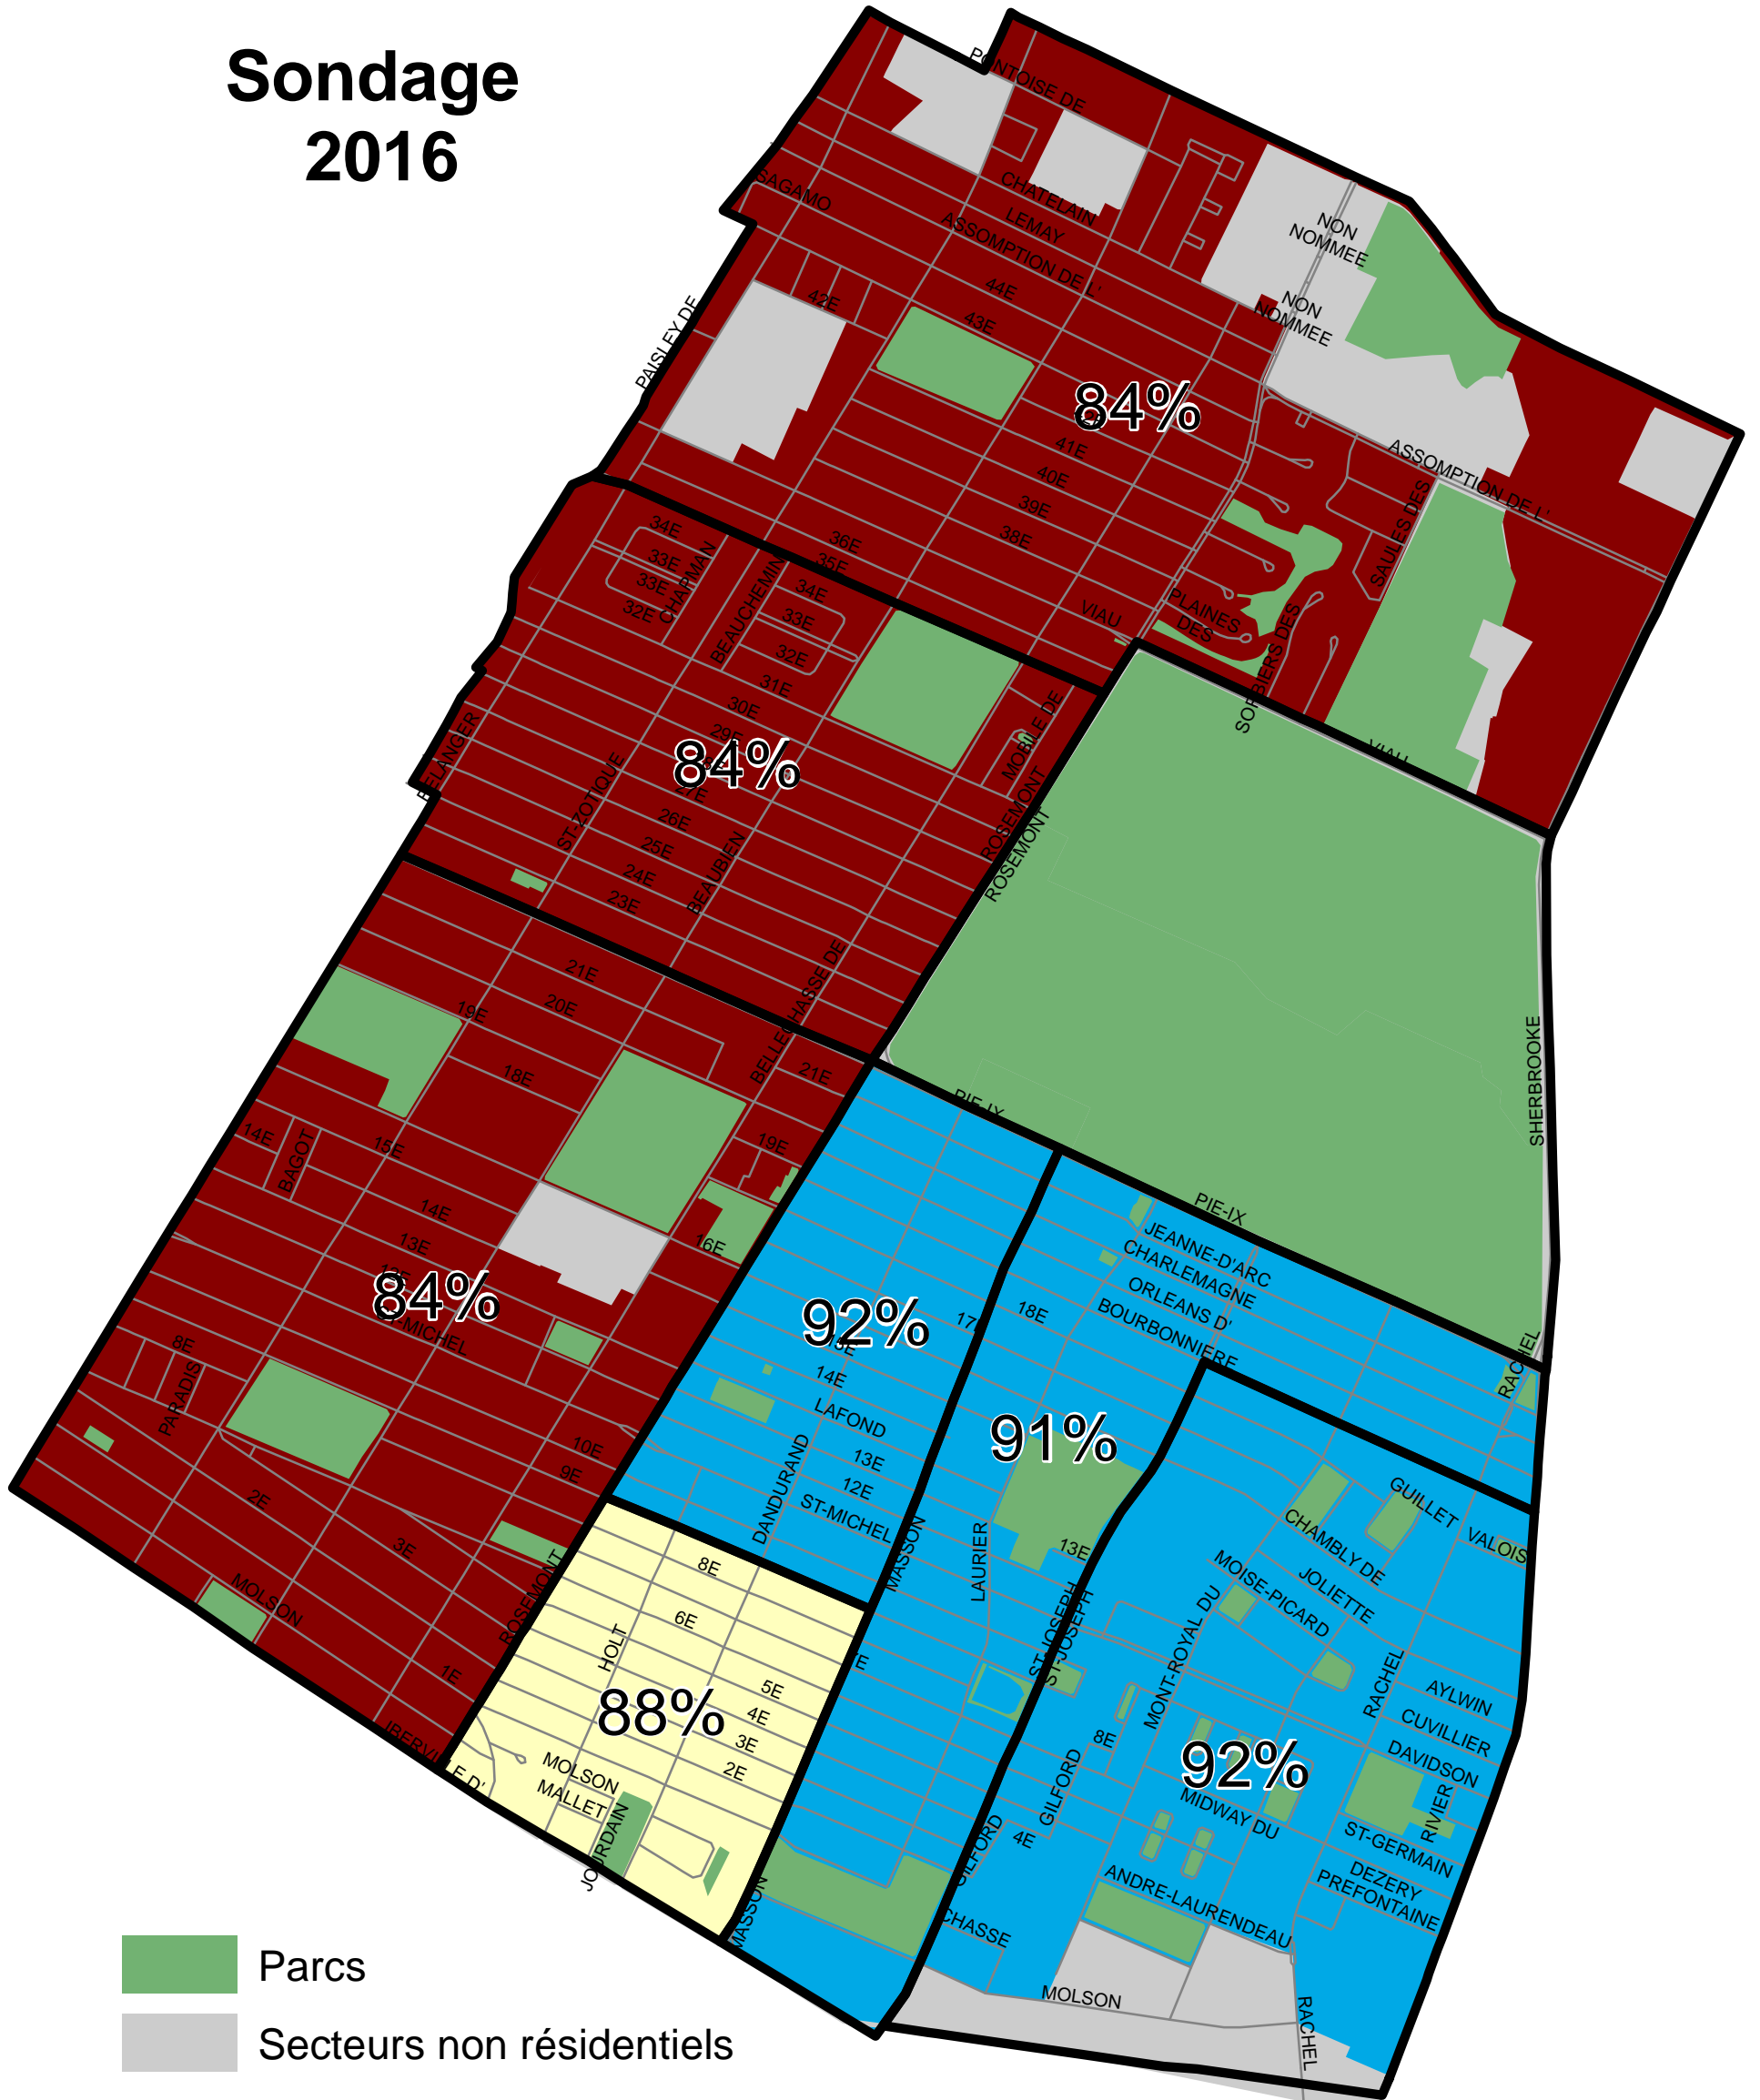 Sondage
2016
PONTOISE DE
SAGAMO
CHATELAIN
LEMAY
ASSOMPTION DE L'
NON
NOMMEE
NON
NOMMEE
44E
42E
43E
PAISLEY DE
84%
41E
40E
39E
38E
ASSOMPTION DE L'
SAULES DES
36E
35E
34E
33E
33E
32E
CHAPMAN
BEAUCHEMIN
34E
33E
32E
31E
30E
29E
VIAU
PLAINES
DES
SORBIERS DES
VIAU
MOBILE DE
84%
27E
26E
25E
24E
23E
BELANGER
ST-ZOTIQUE
BEAUBIEN
ROSEMONT
ROSEMONT
21E
20E
19E
18E
BELLECHASSE DE
21E
19E
PIE-IX
SHERBROOKE
14E
BAGOT
15E
14E
13E
16E
84%
ST-MICHEL
8E
PARADIS
10E
9E
2E
3E
MOLSON
1E
ROSEMONT
IBERVILLE D'
PIE-IX
JEANNE-D'ARC
CHARLEMAGNE
ORLEANS D'
BOURBONNIERE
18E
92%
15E
14E
LAFOND
13E
12E
ST-MICHEL
DANDURAND
MASSON
91%
LAURIER
13E
ST-JOSEPH
ST-JOSEPH
RACHEL
GUILLET
VALOIS
CHAMBLY DE
JOLIETTE
MOISE-PICARD
MONT-ROYAL DU
RACHEL
AYLWIN
CUVILLIER
DAVIDSON
RIVIER
ST-GERMAIN
DEZERY
PREFONTAINE
8E
6E
HOLT
5E
4E
3E
2E
88%
MOLSON
MALLET
JOURDAIN
MASSON
8E
GILFORD
92%
MIDWAY DU
4E
GILFORD
ANDRE-LAURENDEAU
CHASSE
MOLSON
RACHEL
Parcs
Secteurs non résidentiels